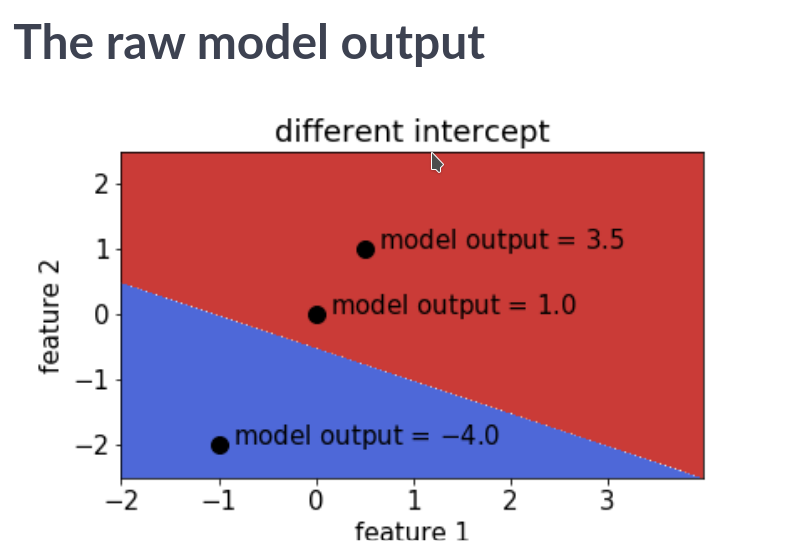 The raw model output
different intercept
2
model output = 3.5
1
model output = 1.0
0
feature 2
−1
model output = −4.0
−2
−2 −1 0 1 2 3
feature 1